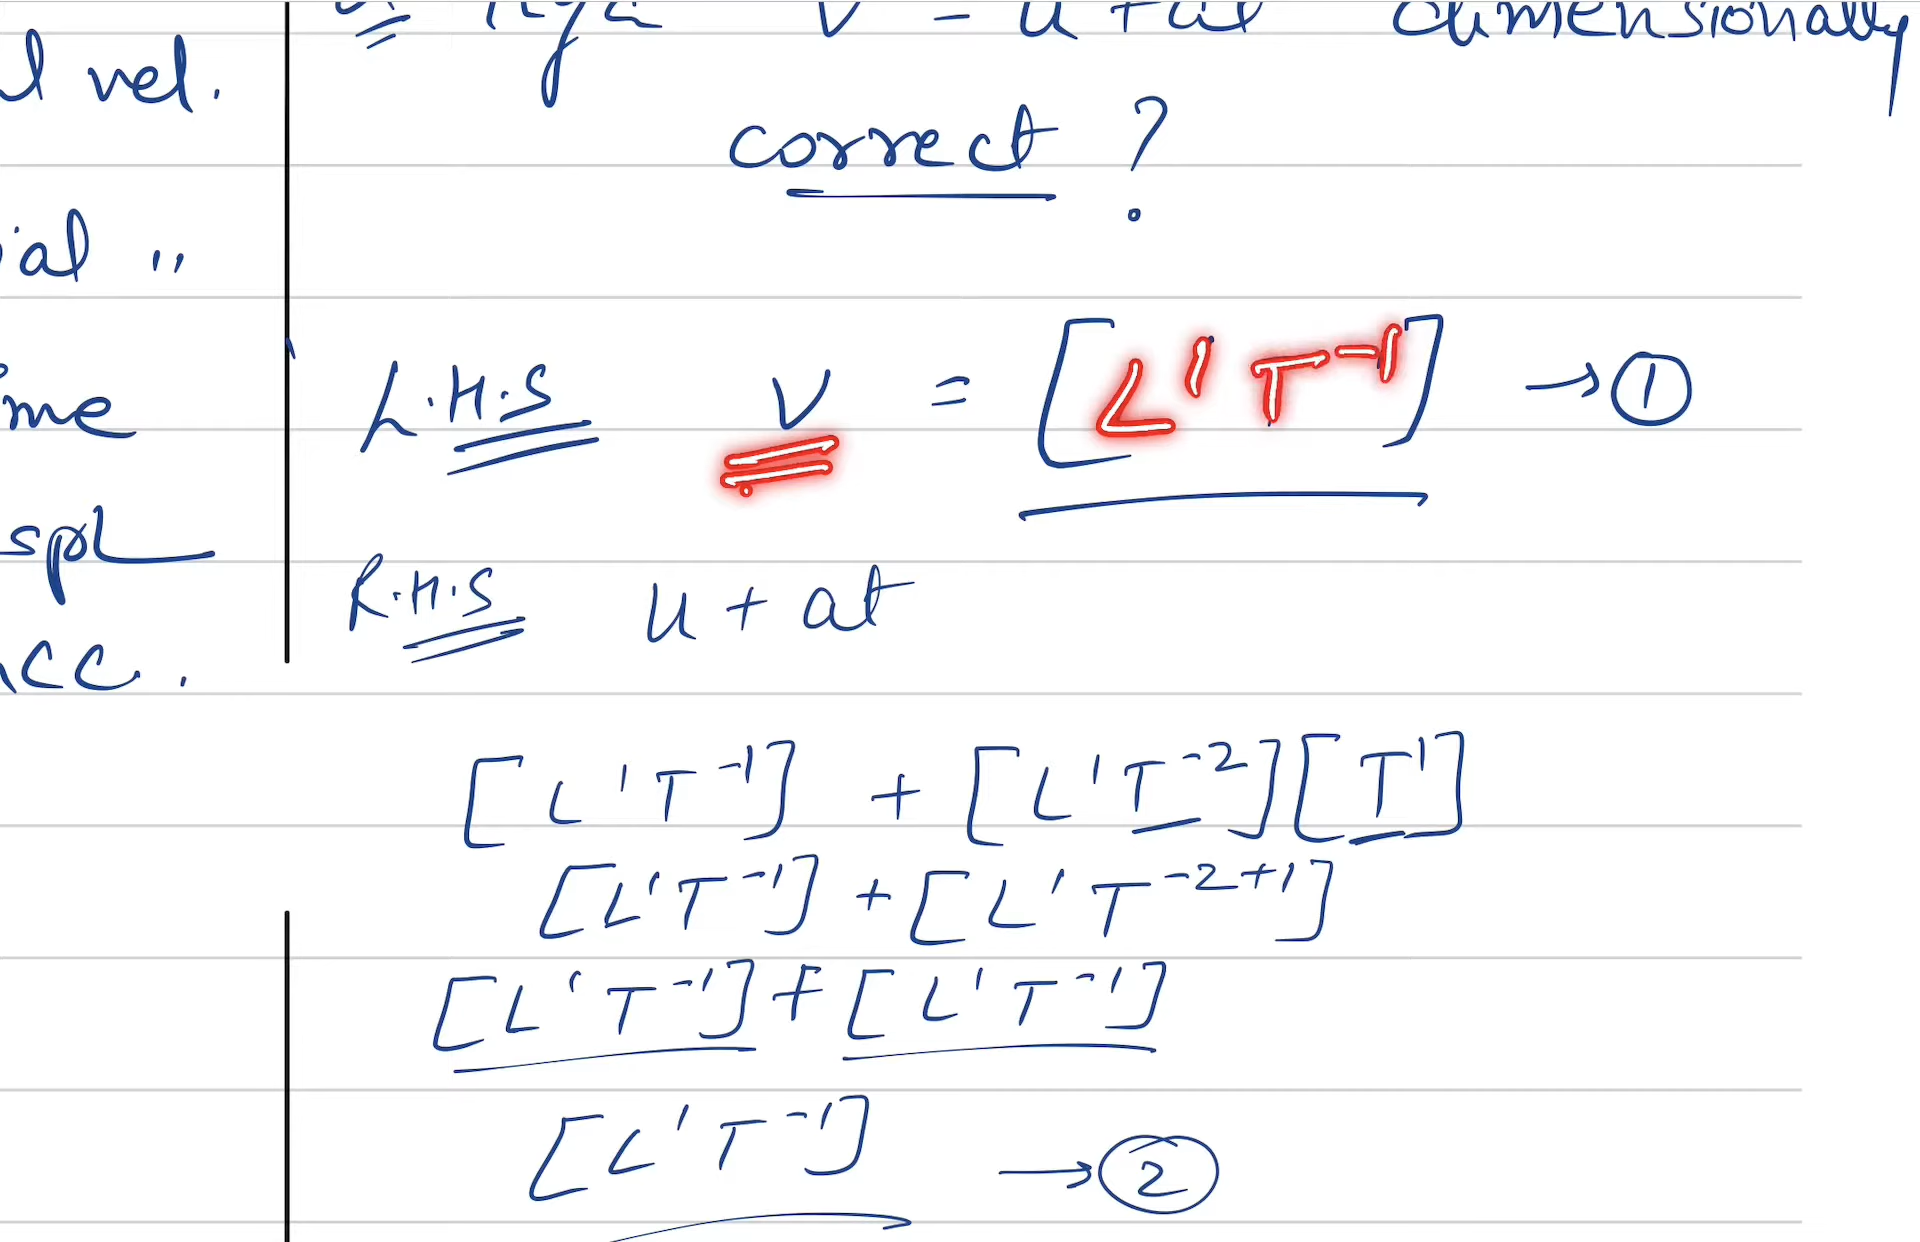 v = u + at dimensionally
l vel.
correct ?
ial "
L.H.S v = [L¹T⁻¹] → ①
me
spl
R.H.S u + at
cc.
[L¹T⁻¹] + [L¹T⁻²][T¹]
[L¹T⁻¹] + [L¹T⁻²⁺¹]
[L¹T⁻¹] + [L¹T⁻¹]
[L¹T⁻¹] → ②